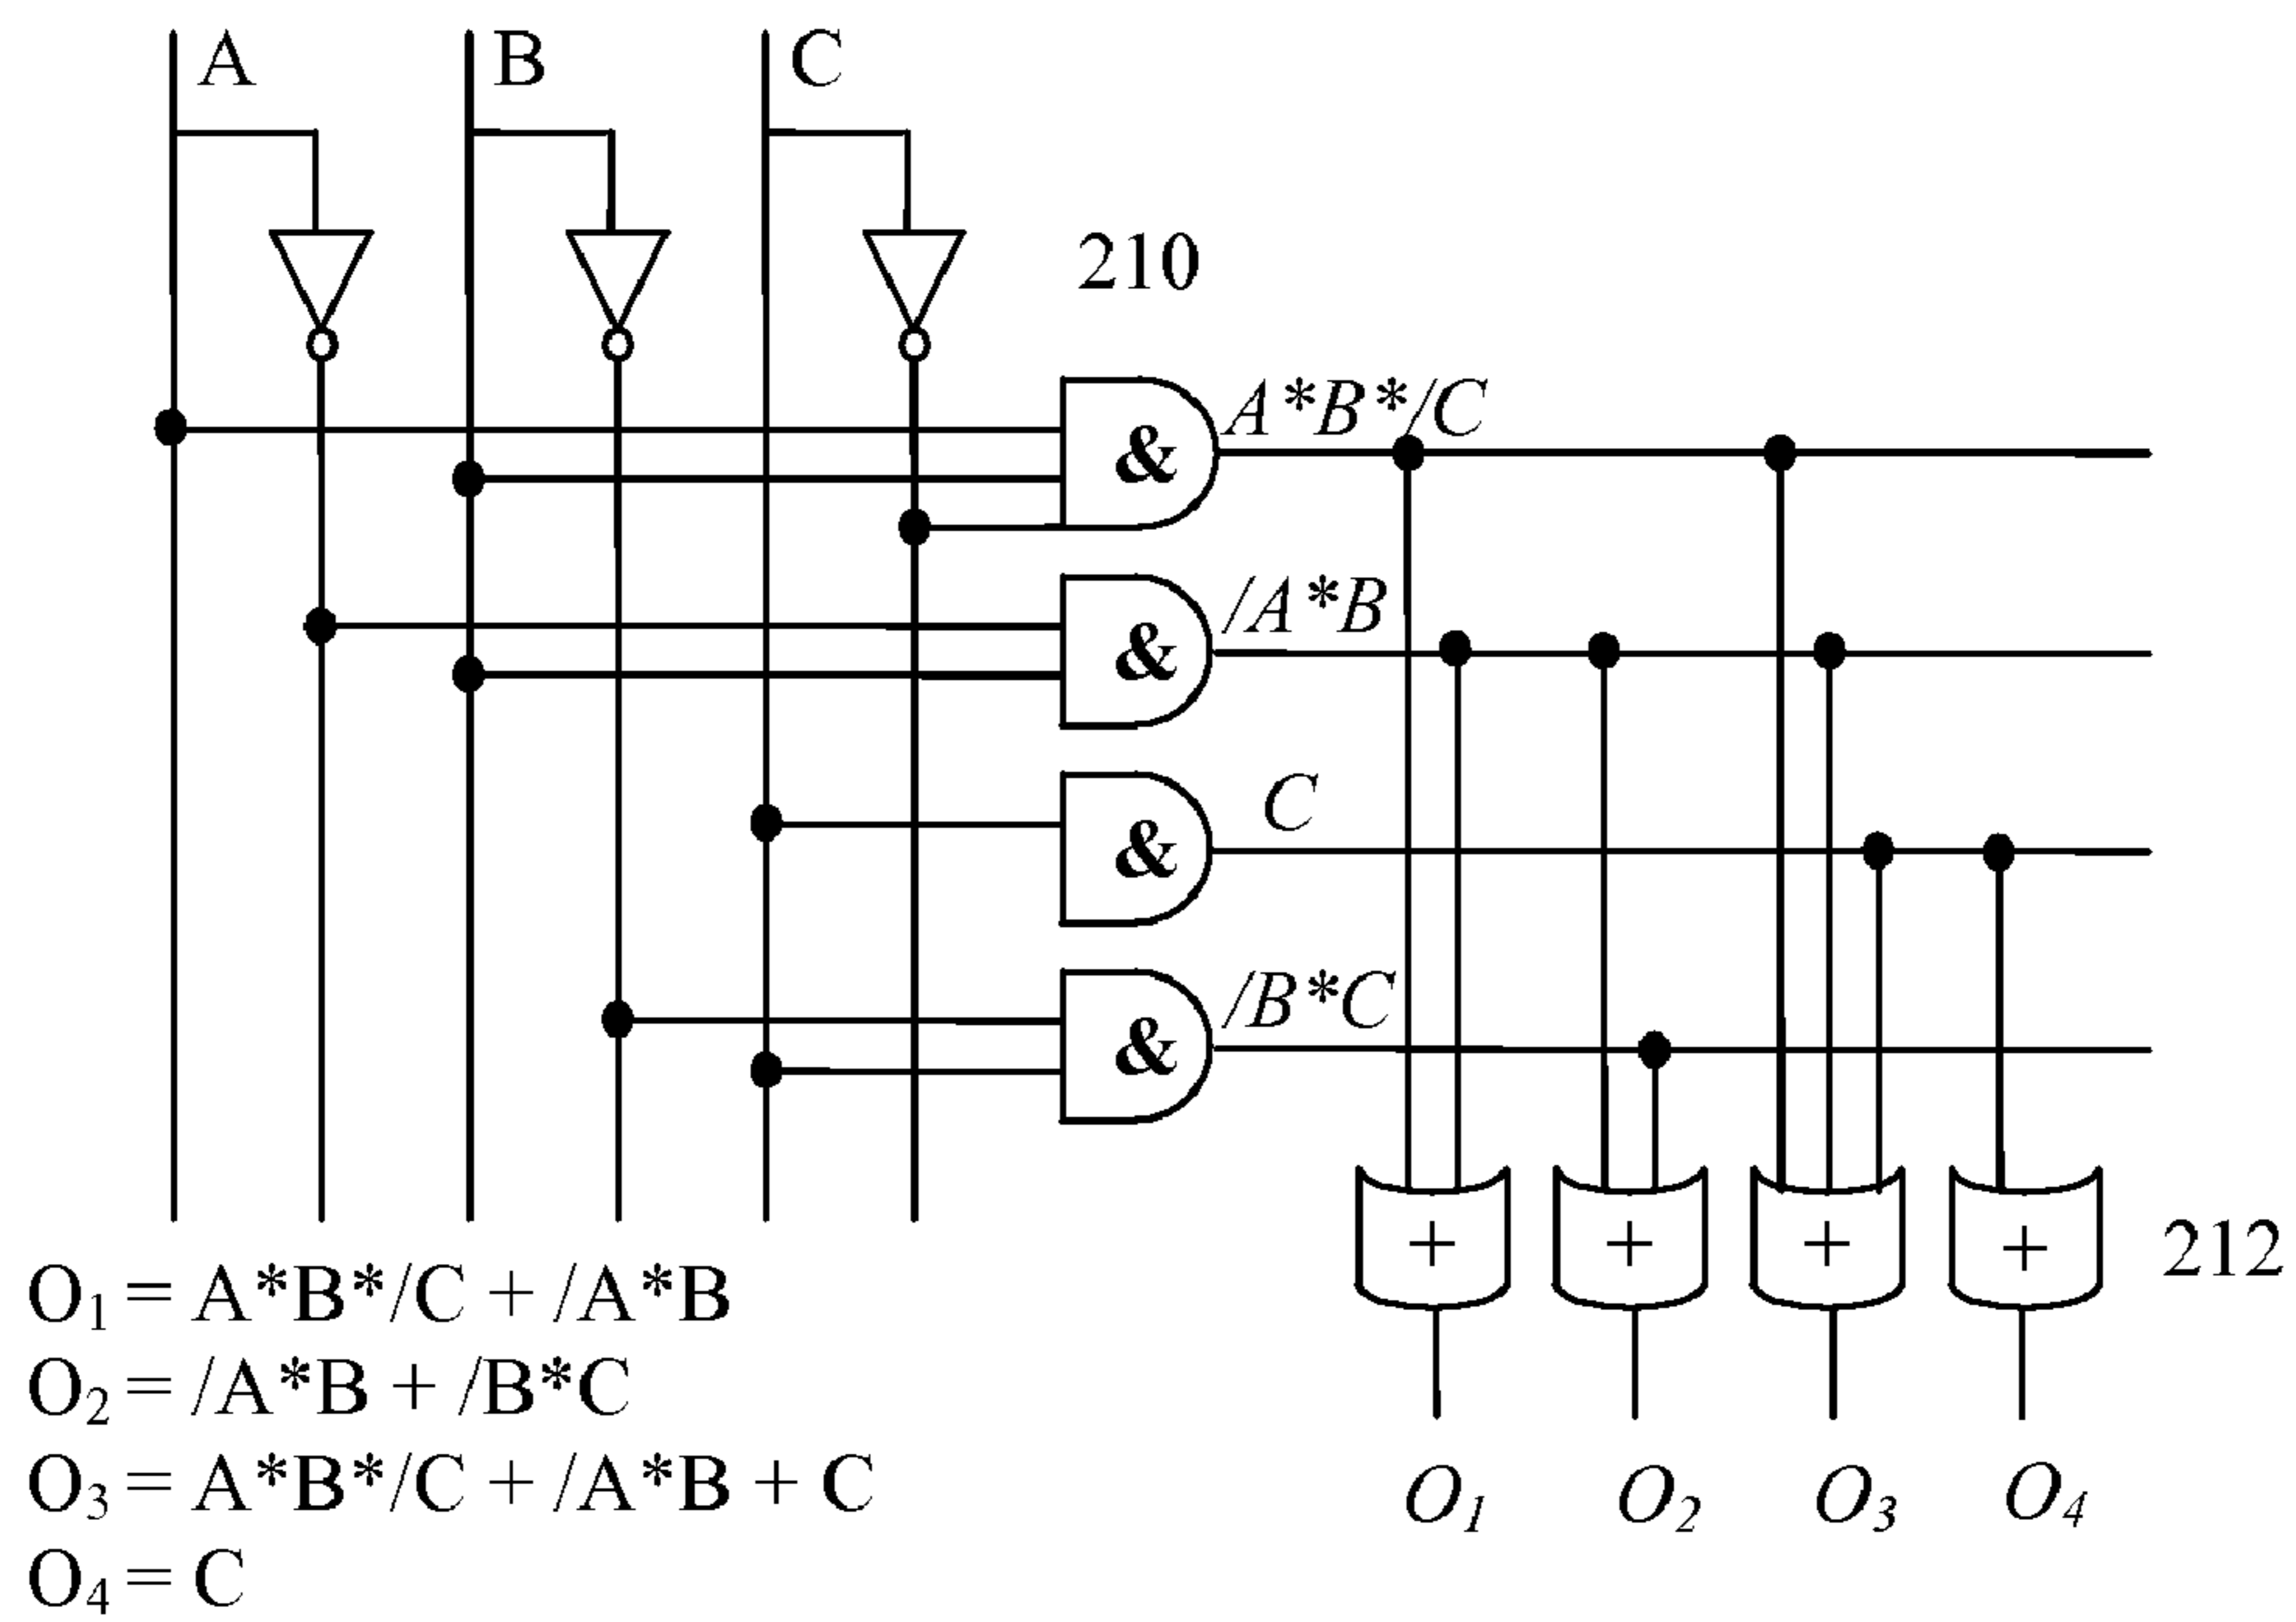 A B C
210
A*B*/C
&
/A*B
&
C
&
/B*C
&
+ + + +
212
O1 O2 O3 O4
O1 = A*B*/C + /A*B
O2 = /A*B + /B*C
O3 = A*B*/C + /A*B + C
O4 = C